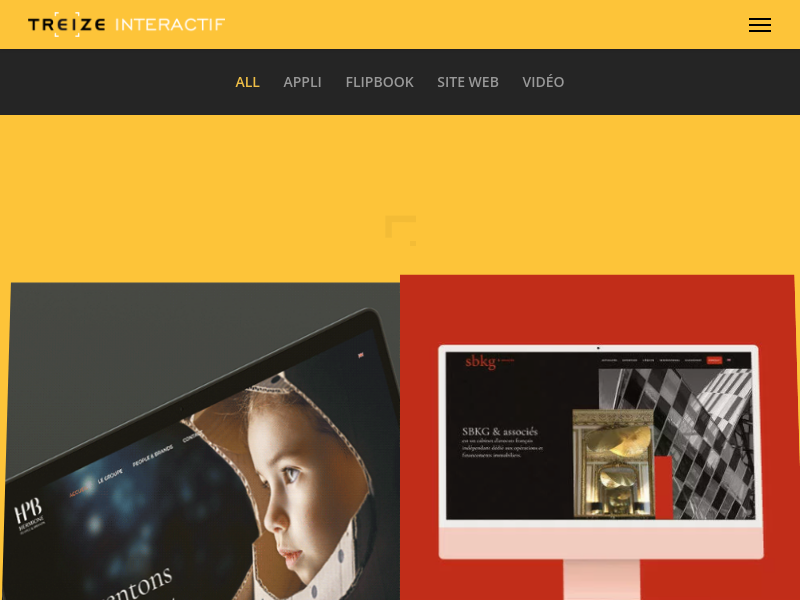 TREIZE INTERACTIF
ALL APPLI FLIPBOOK SITE WEB VIDÉO
ACCUEIL LE GROUPE PEOPLE & BRANDS
HPB
sbkg
SBKG & associés
est un cabinet d'avocats français
indépendant dédié aux opérations et
financements immobiliers.